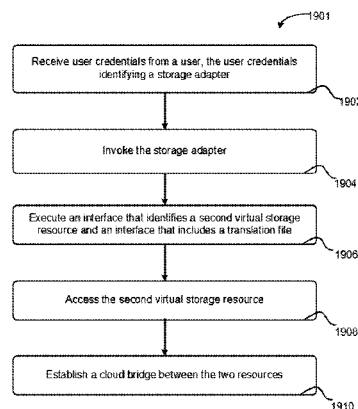 1901
Receive user credentials from a user, the user credentials
identifying a storage adapter
1902
Invoke the storage adapter
1904
Execute an interface that identifies a second virtual storage
resource and an interface that includes a translation file
1906
Access the second virtual storage resource
1908
Establish a cloud bridge between the two resources
1910